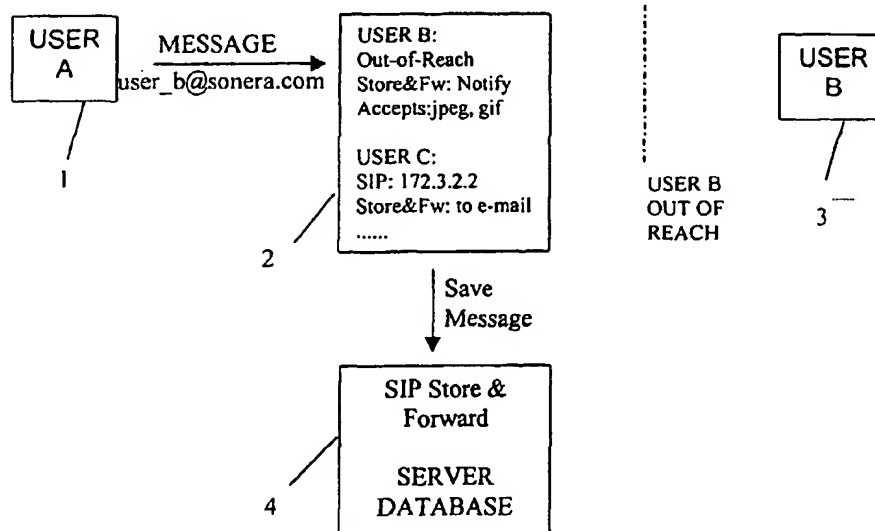 USER
A
MESSAGE
user_b@sonera.com
1
USER B:
Out-of-Reach
Store&Fw: Notify
Accepts:jpeg, gif
USER C:
SIP: 172.3.2.2
Store&Fw: to e-mail
......
2
USER B
OUT OF
REACH
USER
B
3
Save
Message
SIP Store &
Forward
SERVER
DATABASE
4